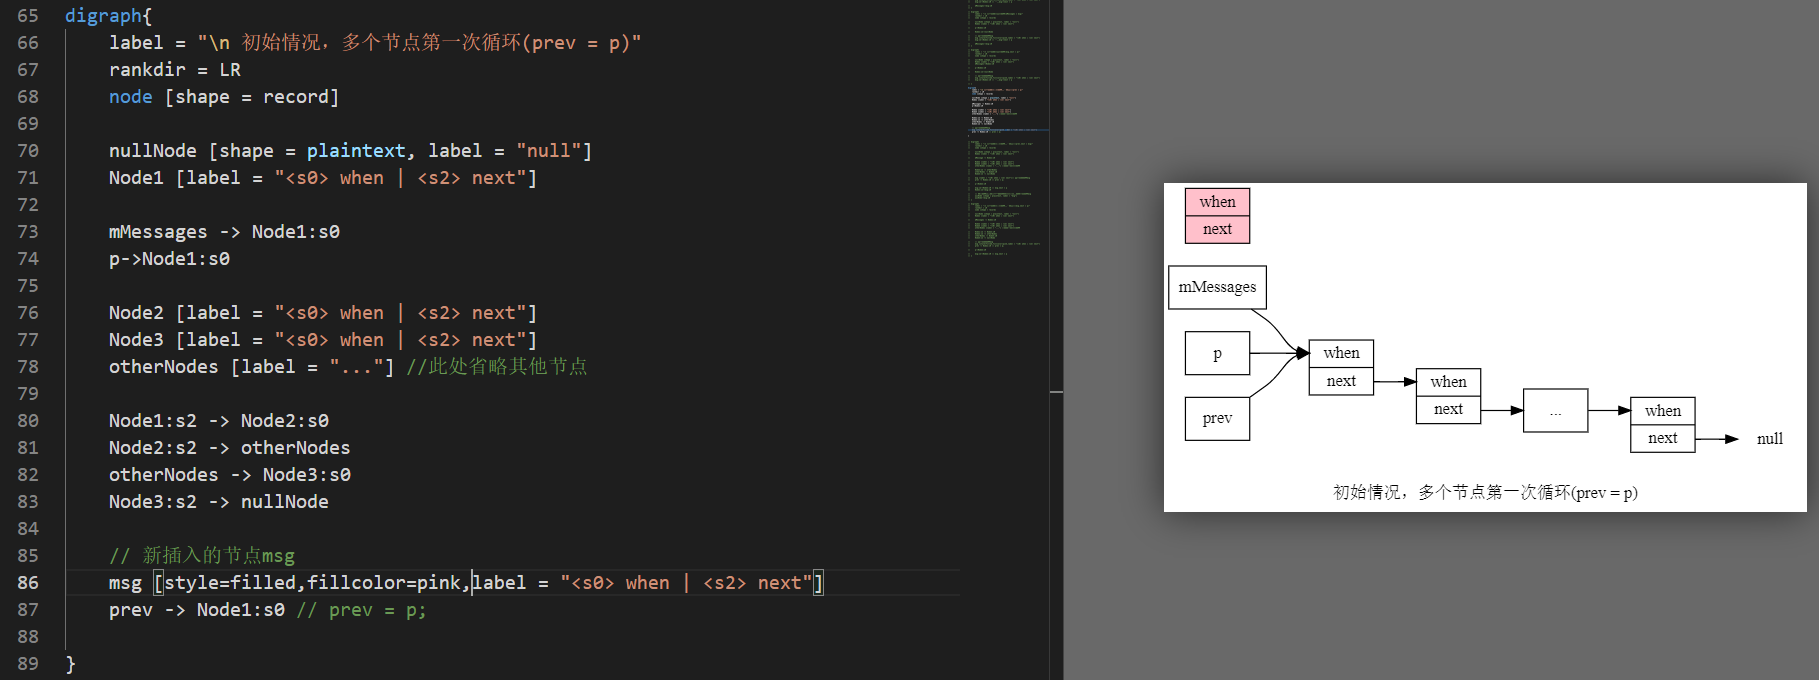 65 digraph{
66 label = "\n 初始情况，多个节点第一次循环(prev = p)"
67 rankdir = LR
68 node [shape = record]
69
70 nullNode [shape = plaintext, label = "null"]
71 Node1 [label = "<s0> when | <s2> next"]
72
73 mMessages -> Node1:s0
74 p->Node1:s0
75
76 Node2 [label = "<s0> when | <s2> next"]
77 Node3 [label = "<s0> when | <s2> next"]
78 otherNodes [label = "..."] //此处省略其他节点
79
80 Node1:s2 -> Node2:s0
81 Node2:s2 -> otherNodes
82 otherNodes -> Node3:s0
83 Node3:s2 -> nullNode
84
85 // 新插入的节点msg
86 msg [style=filled,fillcolor=pink,label = "<s0> when | <s2> next"]
87 prev -> Node1:s0 // prev = p;
88
89 }
when
next
mMessages
p
prev
when
next
when
next
...
when
next
null
初始情况，多个节点第一次循环(prev = p)